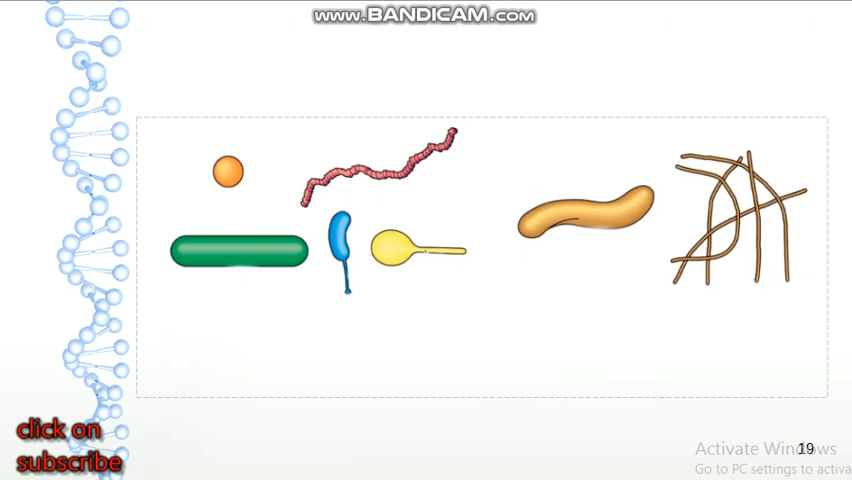 www.BANDICAM.com
click on
subscribe
19
Activate Windows
Go to PC settings to activa